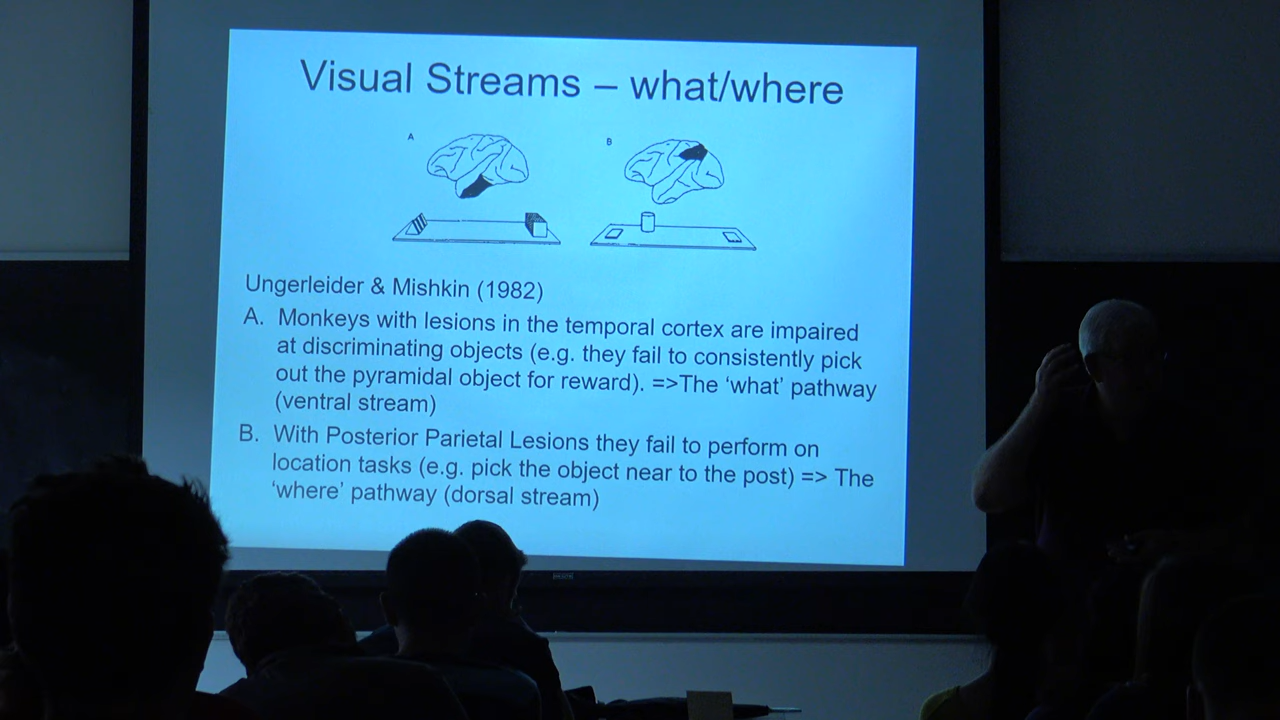 Visual Streams – what/where
A
B
Ungerleider & Mishkin (1982)
A. Monkeys with lesions in the temporal cortex are impaired
at discriminating objects (e.g. they fail to consistently pick
out the pyramidal object for reward). =>The 'what' pathway
(ventral stream)
B. With Posterior Parietal Lesions they fail to perform on
location tasks (e.g. pick the object near to the post) => The
'where' pathway (dorsal stream)